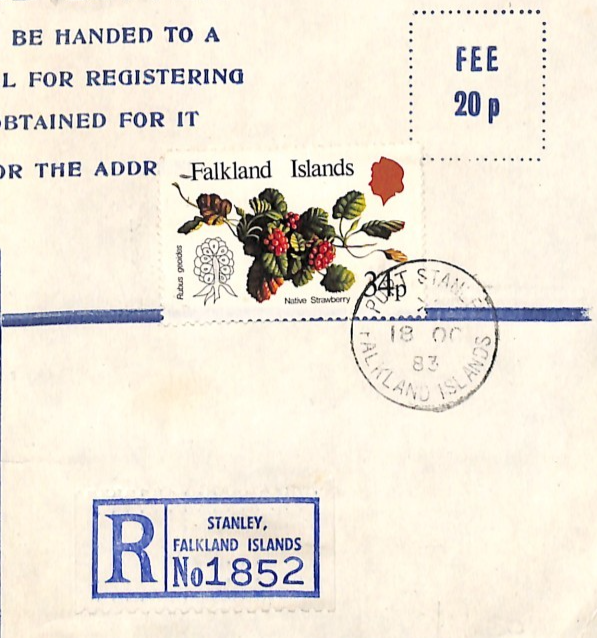 BE HANDED TO A
L FOR REGISTERING
OBTAINED FOR IT
OR THE ADDR
FEE
20 p
Falkland Islands
Rubus geoides
Native Strawberry
34p
PORT STANLEY
18 OC
83
FALKLAND ISLANDS
R
STANLEY,
FALKLAND ISLANDS
No1852